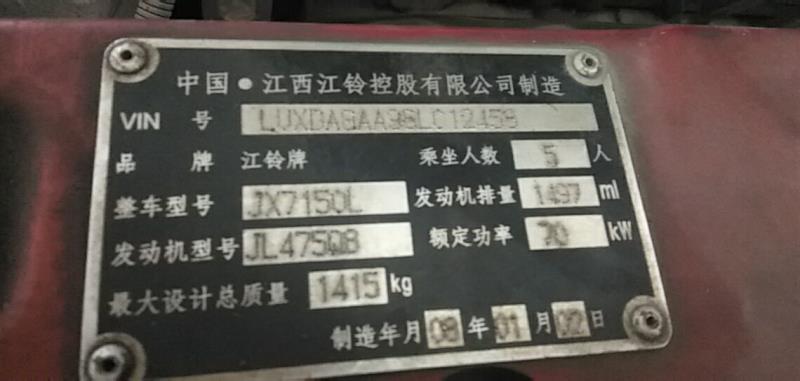 中国●江西江铃控股有限公司制造
VIN 号 LUXDA6AA98LC12458
品牌 江铃牌 乘坐人数 5 人
整车型号 JX7150L 发动机排量 1497 ml
发动机型号 JL475QB 额定功率 70 kW
最大设计总质量 1415 kg
制造年月 08 年 01 月 02 日